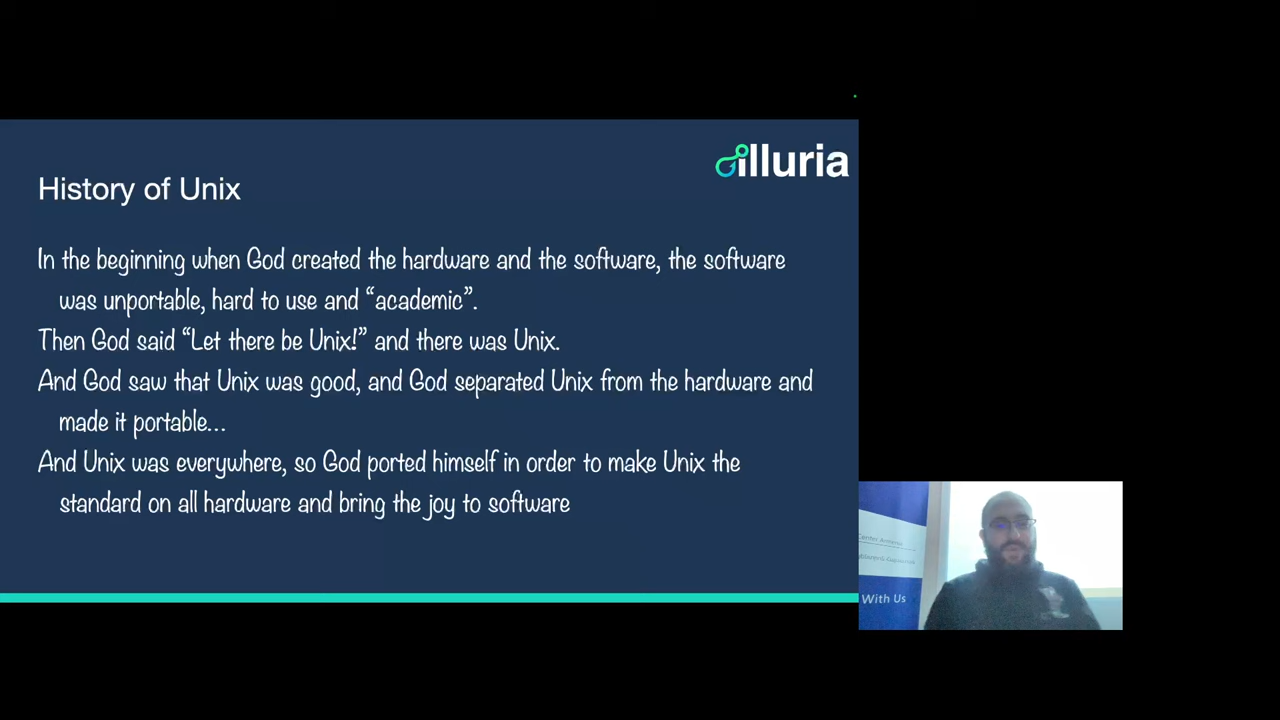 illuria
History of Unix
In the beginning when God created the hardware and the software, the software
was unportable, hard to use and “academic”.
Then God said “Let there be Unix!” and there was Unix.
And God saw that Unix was good, and God separated Unix from the hardware and
made it portable...
And Unix was everywhere, so God ported himself in order to make Unix the
standard on all hardware and bring the joy to software
Center Armenia
With Us